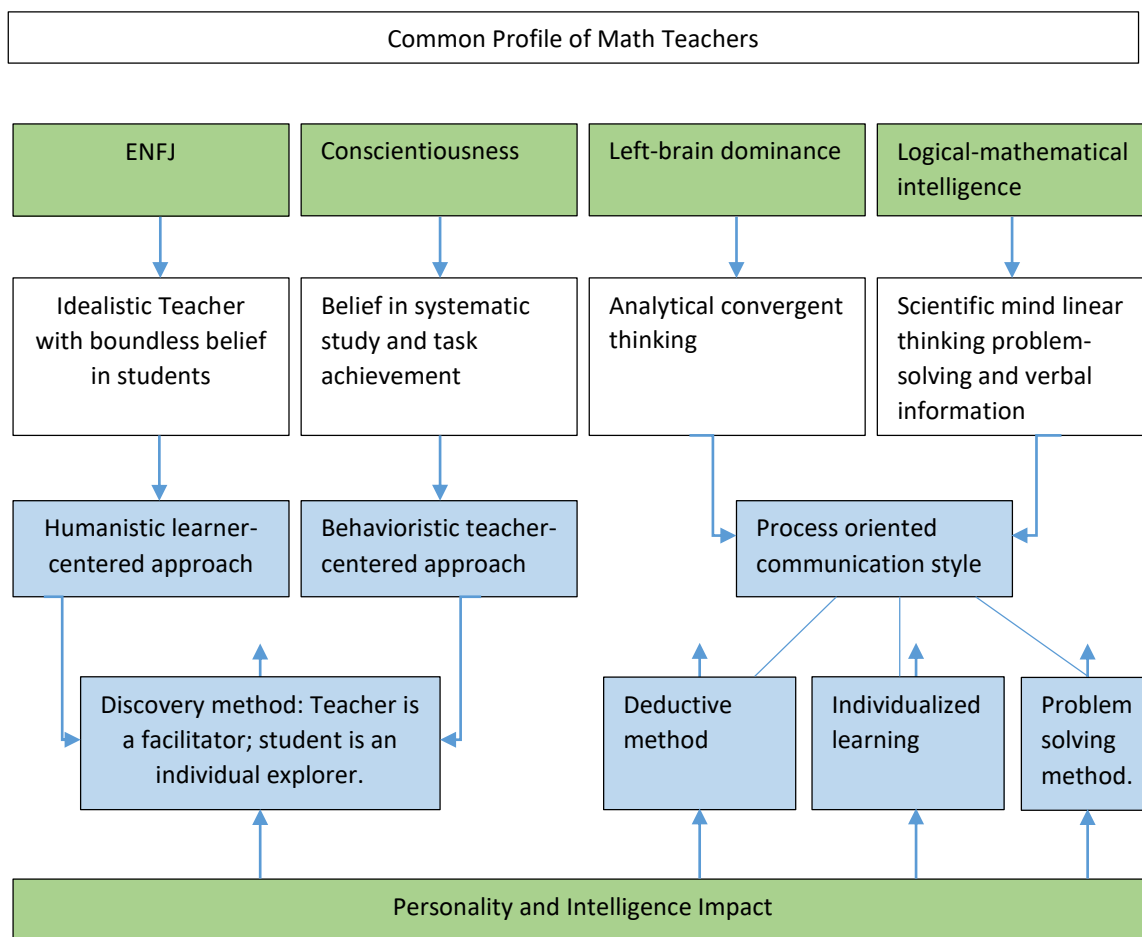 Common Profile of Math Teachers
ENFJ
Conscientiousness
Left-brain dominance
Logical-mathematical
intelligence
Idealistic Teacher
with boundless belief
in students
Belief in systematic
study and task
achievement
Analytical convergent
thinking
Scientific mind linear
thinking problem-
solving and verbal
information
Humanistic learner-
centered approach
Behavioristic teacher-
centered approach
Process oriented
communication style
Discovery method: Teacher is
a facilitator; student is an
individual explorer.
Deductive
method
Individualized
learning
Problem
solving
method.
Personality and Intelligence Impact